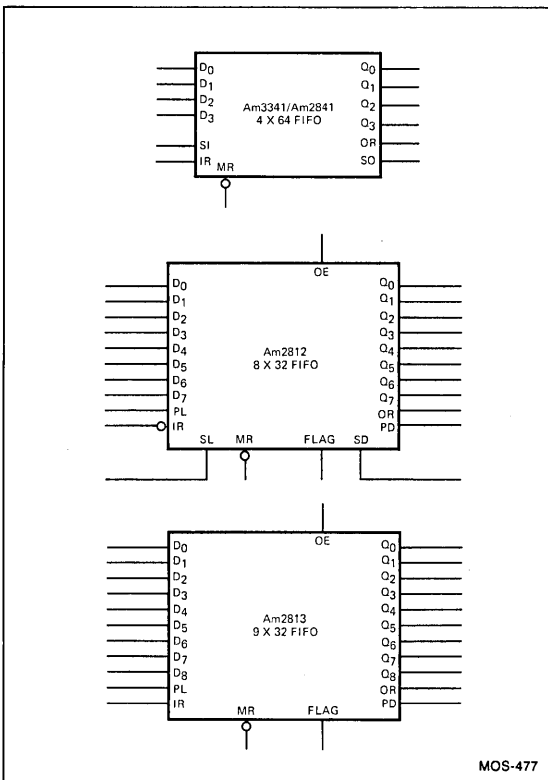 D0 Q0
D1 Q1
D2 Am3341/Am2841 Q2
D3 4 X 64 FIFO Q3
SI OR
IR MR SO
OE
D0 Q0
D1 Q1
D2 Q2
D3 Q3
D4 Am2812 Q4
D5 8 X 32 FIFO Q5
D6 Q6
D7 Q7
PL OR
IR PD
SL MR FLAG SD
OE
D0 Q0
D1 Q1
D2 Q2
D3 Q3
D4 Am2813 Q4
D5 9 X 32 FIFO Q5
D6 Q6
D7 Q7
D8 Q8
PL OR
IR PD
MR FLAG
MOS-477